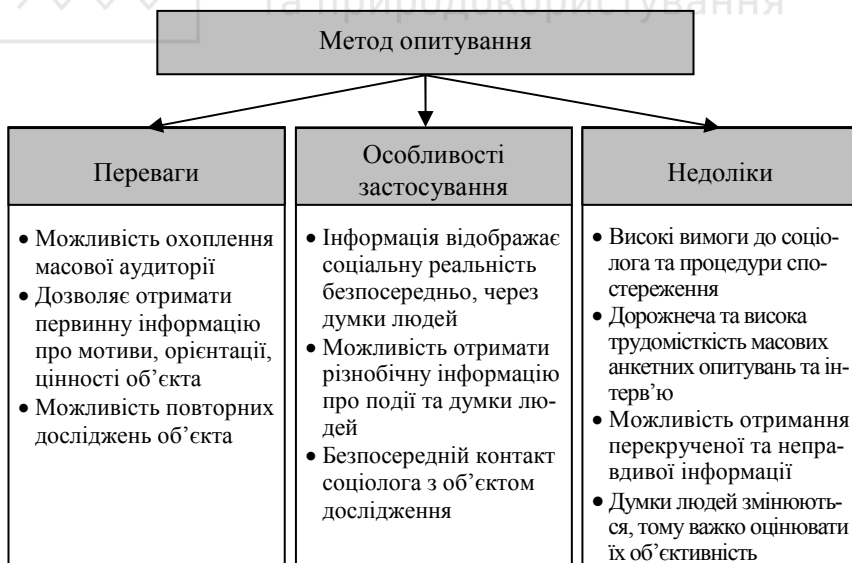 та природокористування
Метод опитування
Переваги
• Можливість охоплення
масової аудиторії
• Дозволяє отримати
первинну інформацію
про мотиви, орієнтації,
цінності об’єкта
• Можливість повторних
досліджень об’єкта
Особливості
застосування
• Інформація відображає
соціальну реальність
безпосередньо, через
думки людей
• Можливість отримати
різнобічну інформацію
про події та думки лю-
дей
• Безпосередній контакт
соціолога з об’єктом
дослідження
Недоліки
• Високі вимоги до соціо-
лога та процедури спо-
стереження
• Дорожнеча та висока
трудомісткість масових
анкетних опитувань та ін-
терв’ю
• Можливість отримання
перекрученої та непра-
вдивої інформації
• Думки людей змінюють-
ся, тому важко оцінювати
їх об’єктивність